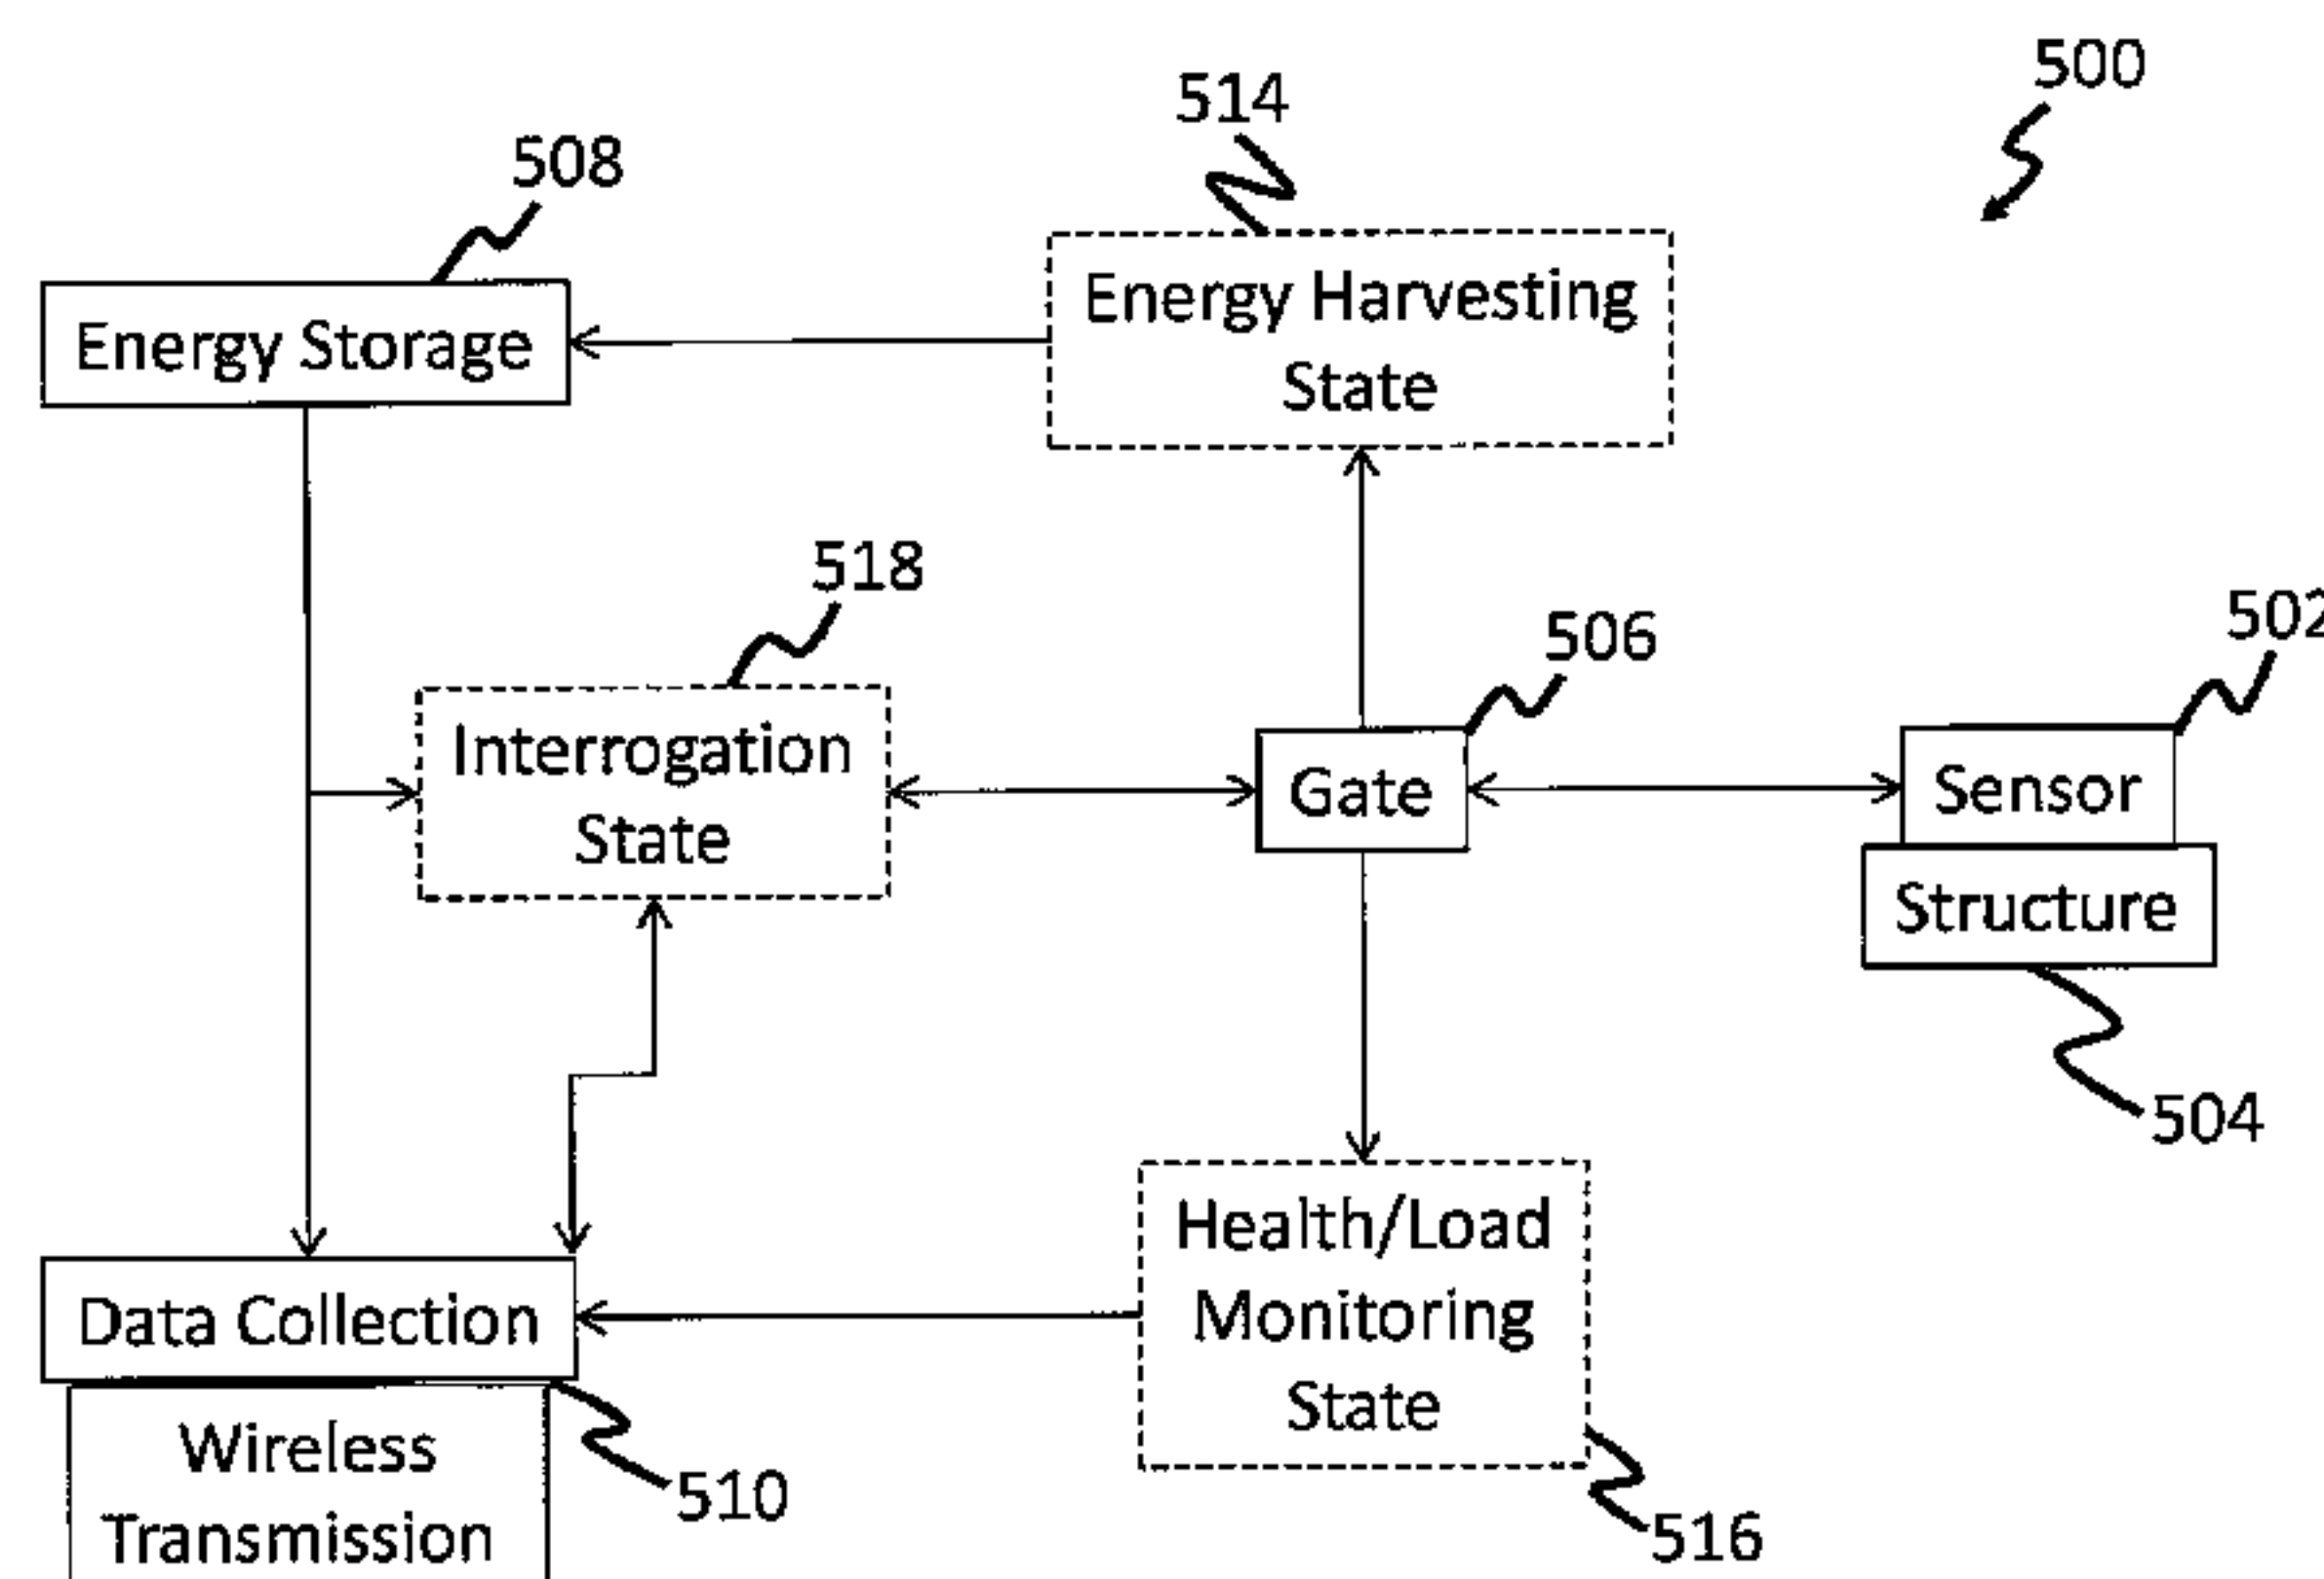 500
514
508
Energy Harvesting
State
Energy Storage
518
502
506
Interrogation
State
Gate
Sensor
Structure
504
Health/Load
Monitoring
State
Data Collection
Wireless
Transmission
510
516